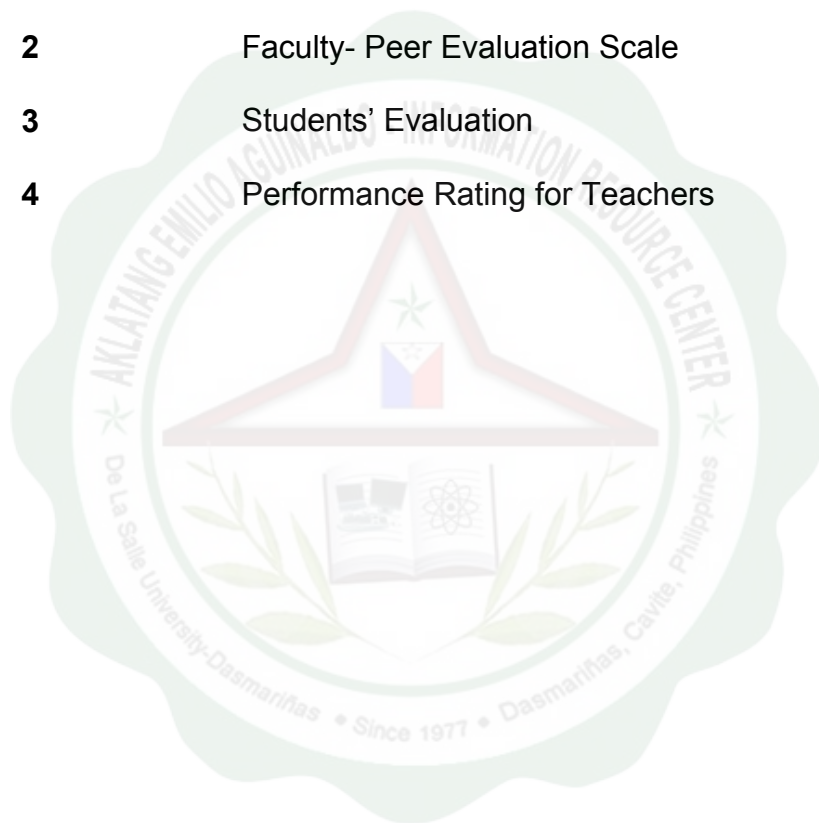 2 Faculty- Peer Evaluation Scale
3 Students’ Evaluation
4 Performance Rating for Teachers
AKLATANG EMILIO AGUINALDO - INFORMATION RESOURCE CENTER
De La Salle University-Dasmariñas • Since 1977 • Dasmariñas, Cavite, Philippines